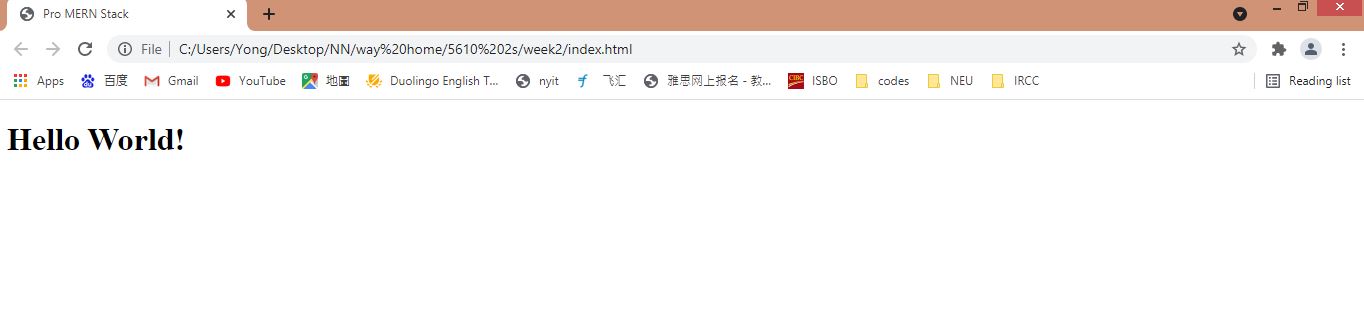 Pro MERN Stack
File C:/Users/Yong/Desktop/NN/way%20home/5610%202s/week2/index.html
Apps 百度 Gmail YouTube 地圖 Duolingo English T... nyit 飞汇 雅思网上报名 - 教... CIBC ISBO codes NEU IRCC Reading list
Hello World!